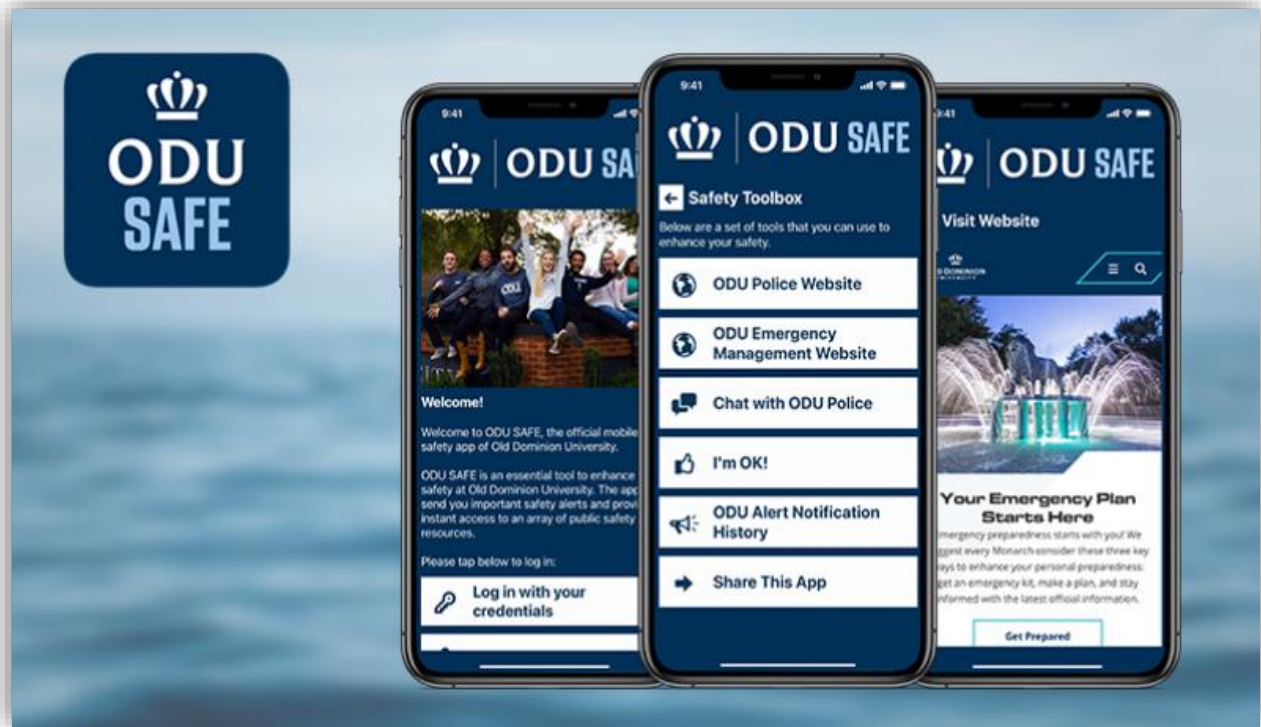 ODU
SAFE
9:41
ODU SA
Welcome!
Welcome to ODU SAFE, the official mobile
safety app of Old Dominion University.
ODU SAFE is an essential tool to enhance
safety at Old Dominion University. The app
send you important safety alerts and provi
instant access to an array of public safety
resources.
Please tap below to log in:
Log in with your
credentials
9:41
ODU SAFE
Safety Toolbox
Below are a set of tools that you can use to
enhance your safety.
ODU Police Website
ODU Emergency
Management Website
Chat with ODU Police
I'm OK!
ODU Alert Notification
History
Share This App
:41
ODU SAFE
Visit Website
D DOMINION
UNIVERSITY
Your Emergency Plan
Starts Here
mergency preparedness starts with you! We
ggest every Monarch consider these three key
ays to enhance your personal preparedness:
get an emergency kit, make a plan, and stay
nformed with the latest official information.
Get Prepared